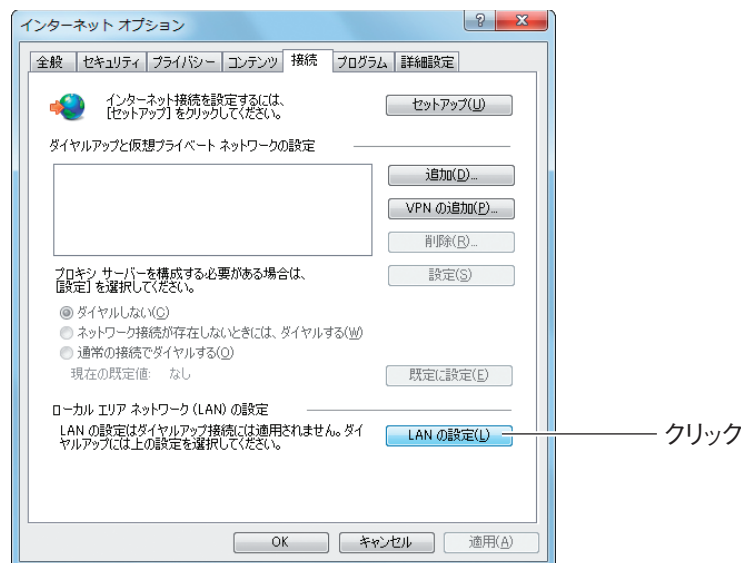 インターネット オプション
全般 セキュリティ プライバシー コンテンツ 接続 プログラム 詳細設定
インターネット接続を設定するには、
[セットアップ] をクリックしてください。
セットアップ(U)
ダイヤルアップと仮想プライベート ネットワークの設定
追加(D)...
VPN の追加(P)...
削除(R)...
プロキシ サーバーを構成する必要がある場合は、
[設定] を選択してください。
設定(S)
ダイヤルしない(C)
ネットワーク接続が存在しないときには、ダイヤルする(W)
通常の接続でダイヤルする(O)
現在の既定値: なし
既定に設定(E)
ローカル エリア ネットワーク (LAN) の設定
LAN の設定はダイヤルアップ接続には適用されません。ダイ
ヤルアップには上の設定を選択してください。
LAN の設定(L)
クリック
OK キャンセル 適用(A)